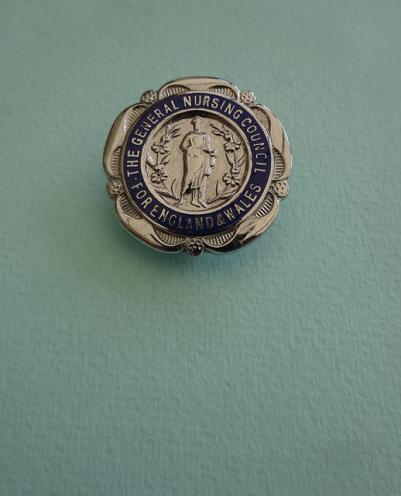 THE GENERAL NURSING COUNCIL
FOR ENGLAND & WALES